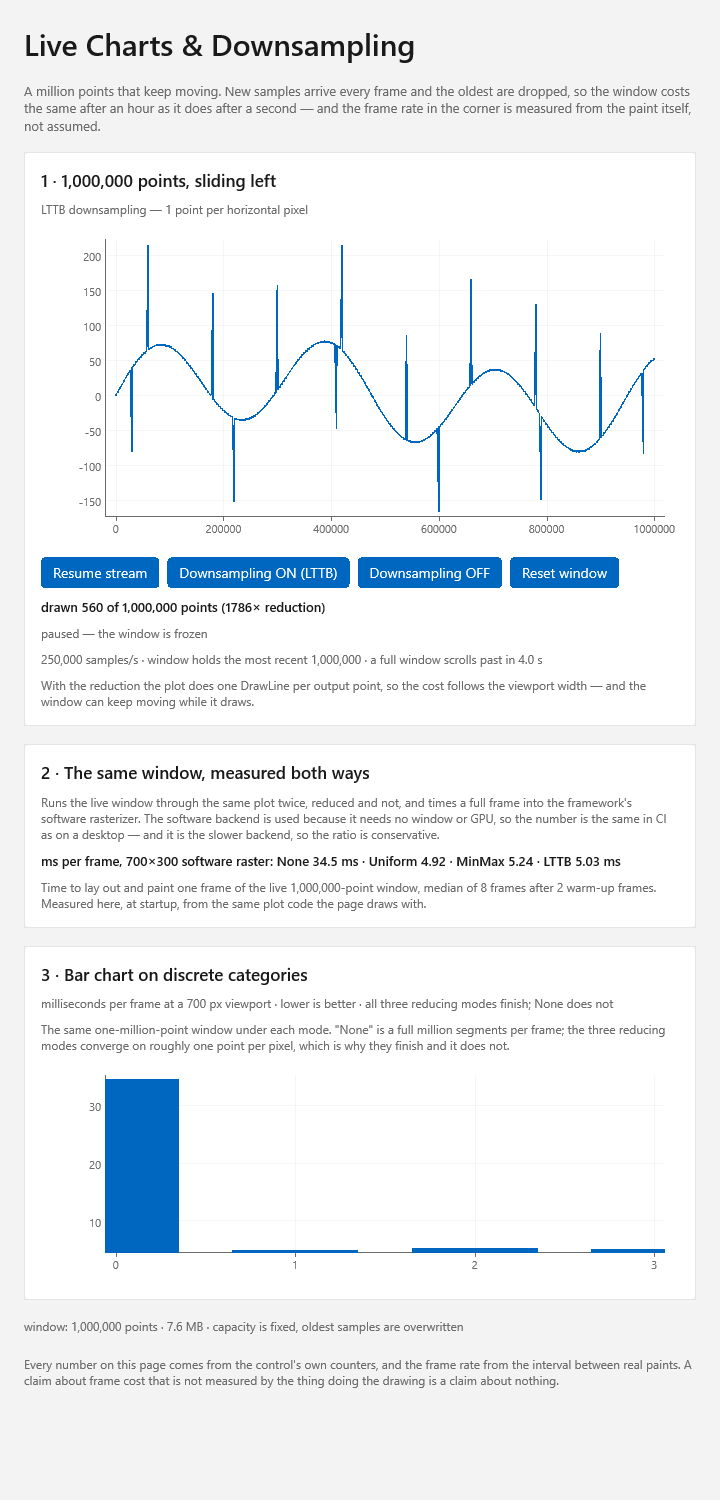 Live Charts & Downsampling
A million points that keep moving. New samples arrive every frame and the oldest are dropped, so the window costs
the same after an hour as it does after a second — and the frame rate in the corner is measured from the paint itself,
not assumed.
1 · 1,000,000 points, sliding left
LTTB downsampling — 1 point per horizontal pixel
200
150
100
50
0
-50
-100
-150
0 200000 400000 600000 800000 1000000
Resume stream Downsampling ON (LTTB) Downsampling OFF Reset window
drawn 560 of 1,000,000 points (1786× reduction)
paused — the window is frozen
250,000 samples/s · window holds the most recent 1,000,000 · a full window scrolls past in 4.0 s
With the reduction the plot does one DrawLine per output point, so the cost follows the viewport width — and the
window can keep moving while it draws.
2 · The same window, measured both ways
Runs the live window through the same plot twice, reduced and not, and times a full frame into the framework's
software rasterizer. The software backend is used because it needs no window or GPU, so the number is the same in CI
as on a desktop — and it is the slower backend, so the ratio is conservative.
ms per frame, 700×300 software raster: None 34.5 ms · Uniform 4.92 · MinMax 5.24 · LTTB 5.03 ms
Time to lay out and paint one frame of the live 1,000,000-point window, median of 8 frames after 2 warm-up frames.
Measured here, at startup, from the same plot code the page draws with.
3 · Bar chart on discrete categories
milliseconds per frame at a 700 px viewport · lower is better · all three reducing modes finish; None does not
The same one-million-point window under each mode. "None" is a full million segments per frame; the three reducing
modes converge on roughly one point per pixel, which is why they finish and it does not.
30
20
10
0 1 2 3
window: 1,000,000 points · 7.6 MB · capacity is fixed, oldest samples are overwritten
Every number on this page comes from the control's own counters, and the frame rate from the interval between real paints. A
claim about frame cost that is not measured by the thing doing the drawing is a claim about nothing.